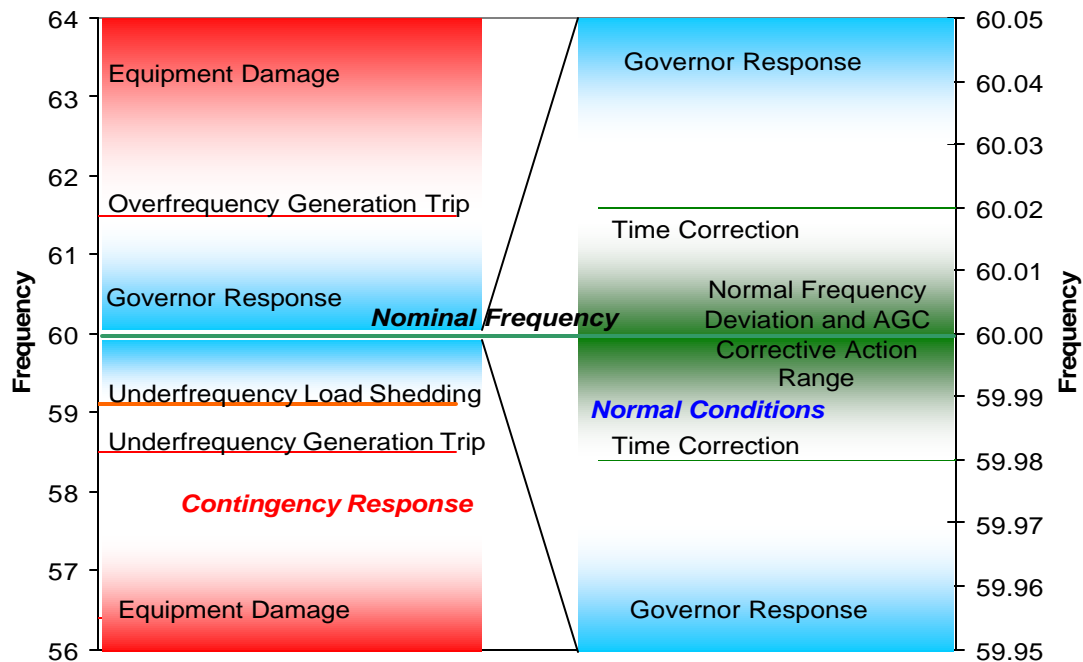 64
63
62
61
60
59
58
57
56
Frequency
Equipment Damage
Overfrequency Generation Trip
Governor Response
Nominal Frequency
Underfrequency Load Shedding
Underfrequency Generation Trip
Contingency Response
Equipment Damage
Governor Response
Time Correction
Normal Frequency
Deviation and AGC
Corrective Action
Range
Normal Conditions
Time Correction
Governor Response
60.05
60.04
60.03
60.02
60.01
60.00
59.99
59.98
59.97
59.96
59.95
Frequency